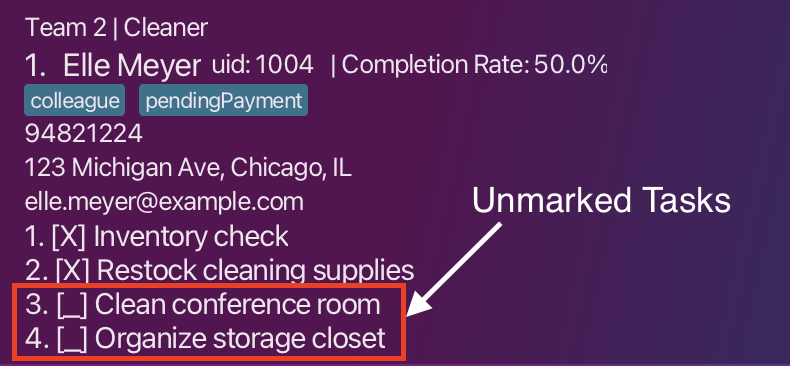 Team 2 | Cleaner
1. Elle Meyer uid: 1004 | Completion Rate: 50.0%
colleague pendingPayment
94821224
123 Michigan Ave, Chicago, IL
elle.meyer@example.com
Unmarked Tasks
1. [X] Inventory check
2. [X] Restock cleaning supplies
3. [_] Clean conference room
4. [_] Organize storage closet